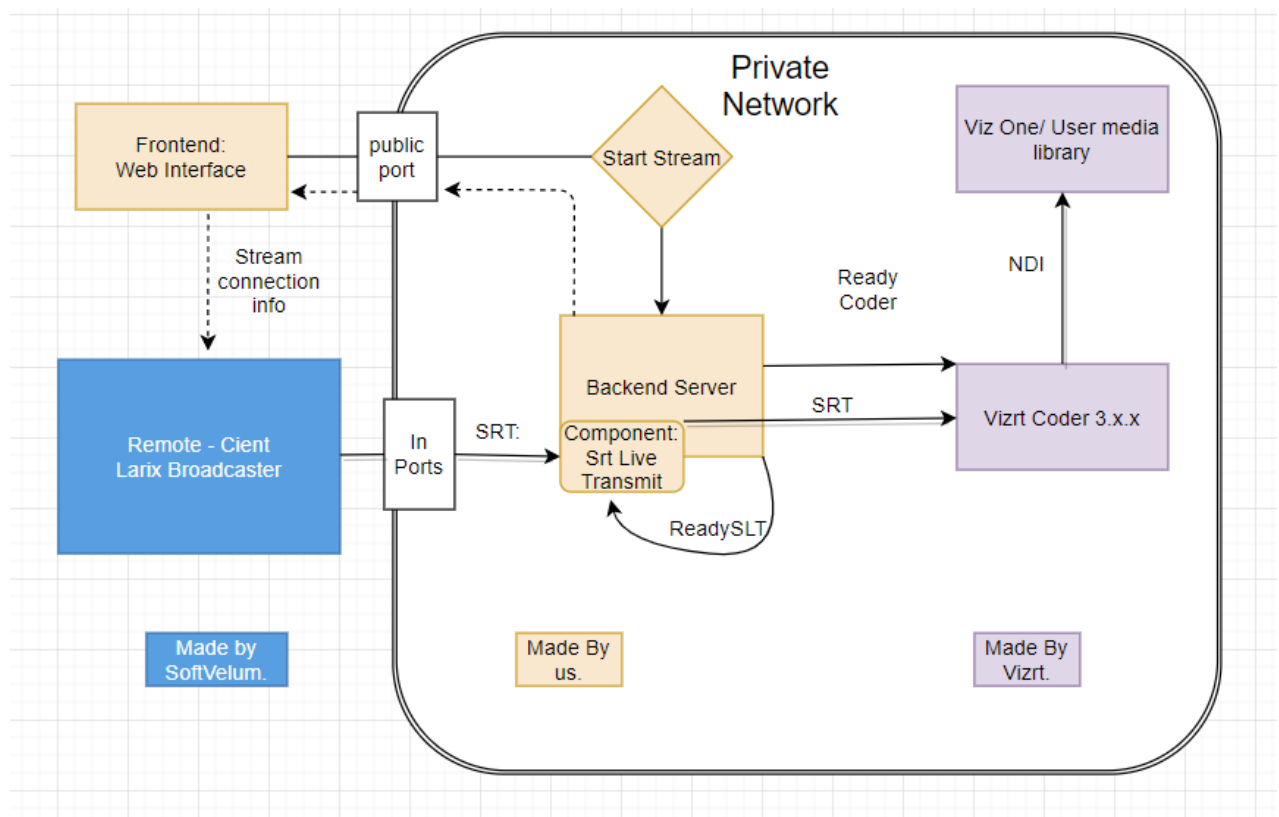 Private
Network
Frontend:
Web Interface
public
port
Start Stream
Viz One/ User media
library
Stream
connection
info
NDI
Ready
Coder
Remote - Cient
Larix Broadcaster
In
Ports
SRT:
Backend Server
Component:
Srt Live
Transmit
SRT
Vizrt Coder 3.x.x
ReadySLT
Made by
SoftVelum.
Made By
us.
Made By
Vizrt.